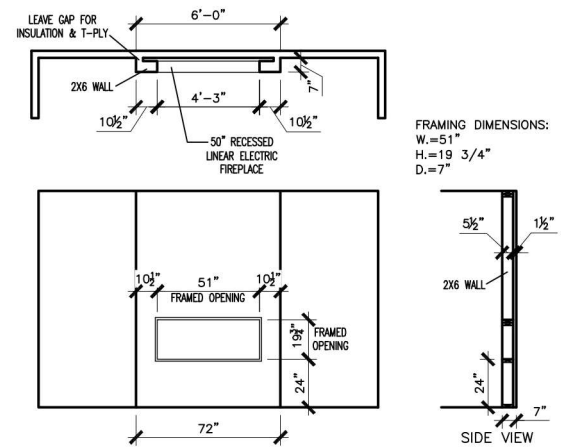 LEAVE GAP FOR
INSULATION & T-PLY
6'-0"
2X6 WALL
7"
4'-3"
10½"
10½"
50" RECESSED
LINEAR ELECTRIC
FIREPLACE
FRAMING DIMENSIONS:
W.=51"
H.=19 3/4"
D.=7"
10½"
51"
10½"
FRAMED OPENING
19¾"
FRAMED
OPENING
24"
72"
5½"
1½"
2X6 WALL
24"
7"
SIDE VIEW